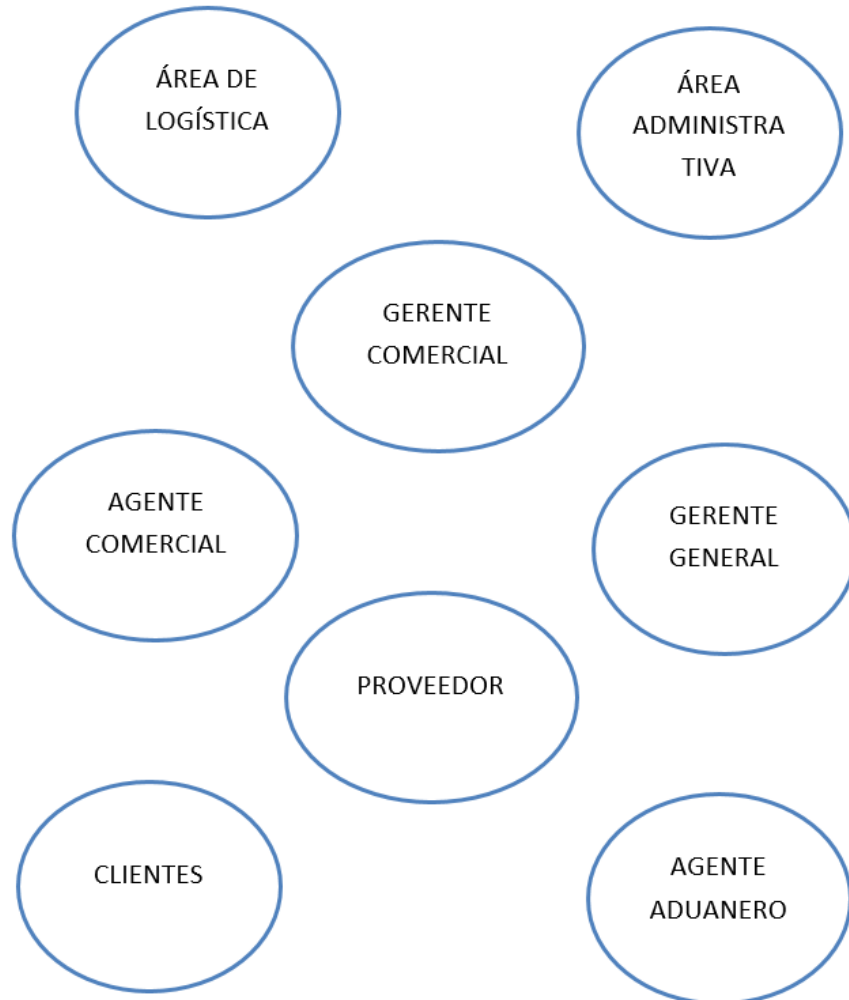 ÁREA DE
LOGÍSTICA
ÁREA
ADMINISTRA
TIVA
GERENTE
COMERCIAL
AGENTE
COMERCIAL
GERENTE
GENERAL
PROVEEDOR
CLIENTES
AGENTE
ADUANERO